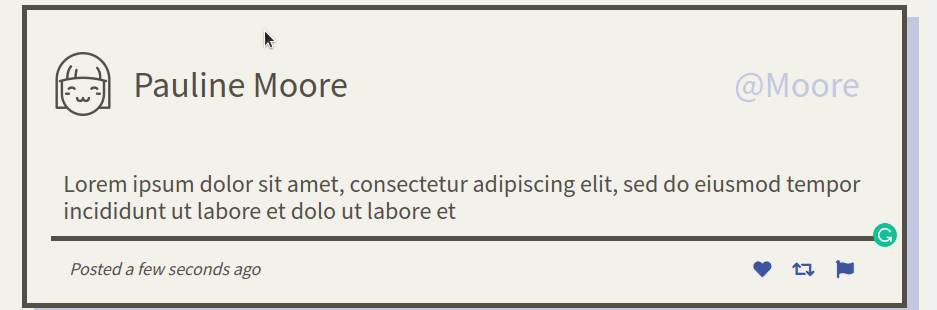 Pauline Moore
@Moore
Lorem ipsum dolor sit amet, consectetur adipiscing elit, sed do eiusmod tempor
incididunt ut labore et dolo ut labore et
Posted a few seconds ago